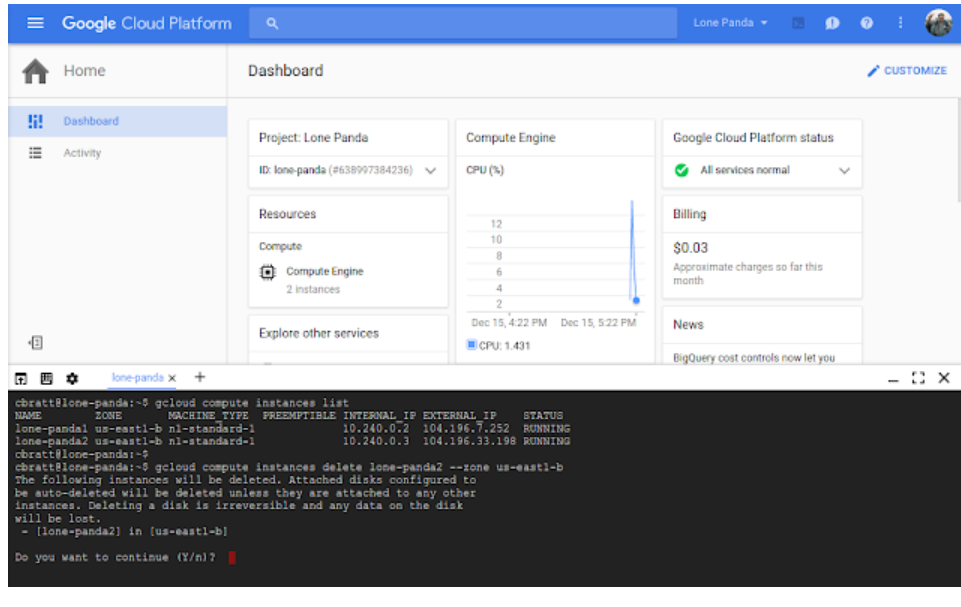 Google Cloud Platform
Lone Panda
Home
Dashboard
CUSTOMIZE
Dashboard
Activity
Project: Lone Panda
ID: lone-panda (#638997384236)
Resources
Compute
Compute Engine
2 instances
Explore other services
Compute Engine
CPU (%)
12
10
8
6
4
2
Dec 15, 4:22 PM Dec 15, 5:22 PM
CPU: 1.431
Google Cloud Platform status
All services normal
Billing
$0.03
Approximate charges so far this
month
News
BigQuery cost controls now let you
lone-panda x +
cbratt@lone-panda:~$ gcloud compute instances list
NAME ZONE MACHINE_TYPE PREEMPTIBLE INTERNAL_IP EXTERNAL_IP STATUS
lone-panda1 us-east1-b n1-standard-1 10.240.0.2 104.196.7.252 RUNNING
lone-panda2 us-east1-b n1-standard-1 10.240.0.3 104.196.33.198 RUNNING
cbratt@lone-panda:~$
cbratt@lone-panda:~$ gcloud compute instances delete lone-panda2 --zone us-east1-b
The following instances will be deleted. Attached disks configured to
be auto-deleted will be deleted unless they are attached to any other
instances. Deleting a disk is irreversible and any data on the disk
will be lost.
- [lone-panda2] in [us-east1-b]
Do you want to continue (Y/n)?